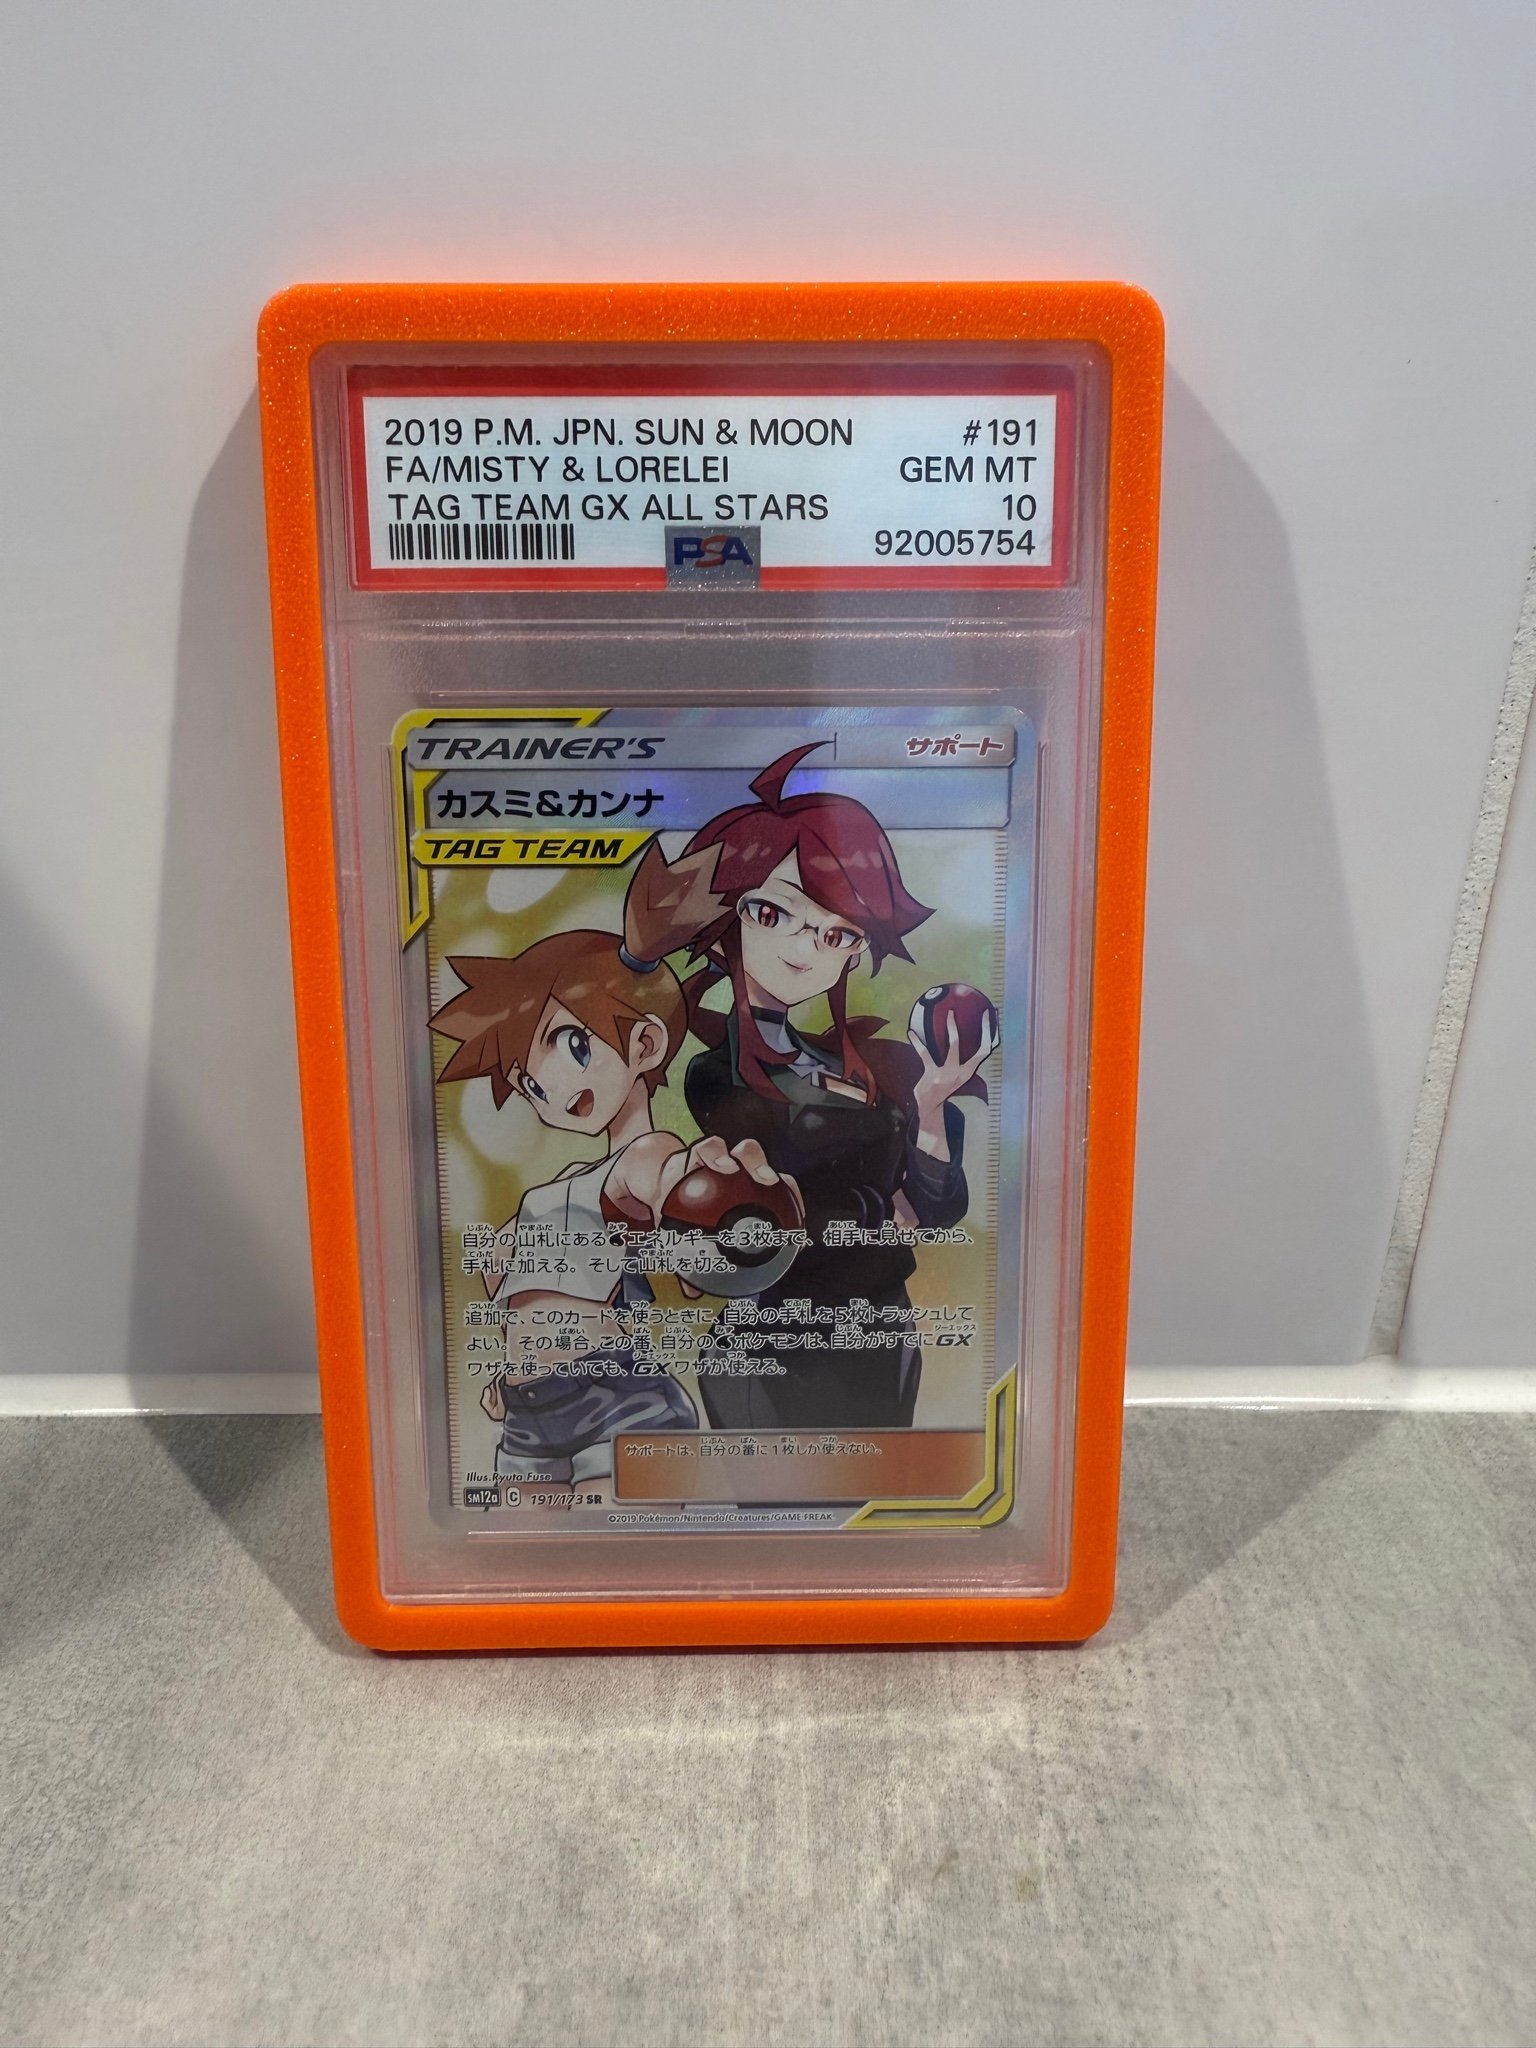 2019 P.M. JPN. SUN & MOON #191
FA/MISTY & LORELEI GEM MT
TAG TEAM GX ALL STARS 10
PSA 92005754
TRAINER'S サポート
カスミ&カンナ
TAG TEAM
自分の山札にあるエネルギーを3枚まで、相手に見せてから、
手札に加える。そして山札を切る。
追加で、このカードを使うときに、自分の手札を5枚トラッシュして
よい。その場合、この番、自分のポケモンは、自分がすでにGX
ワザを使っていても、GXワザが使える。
サポートは、自分の番に1枚しか使えない。
Illus. Ryuta Fuse
SM12a C 191/173 SR
©2019 Pokémon/Nintendo/Creatures/GAME FREAK